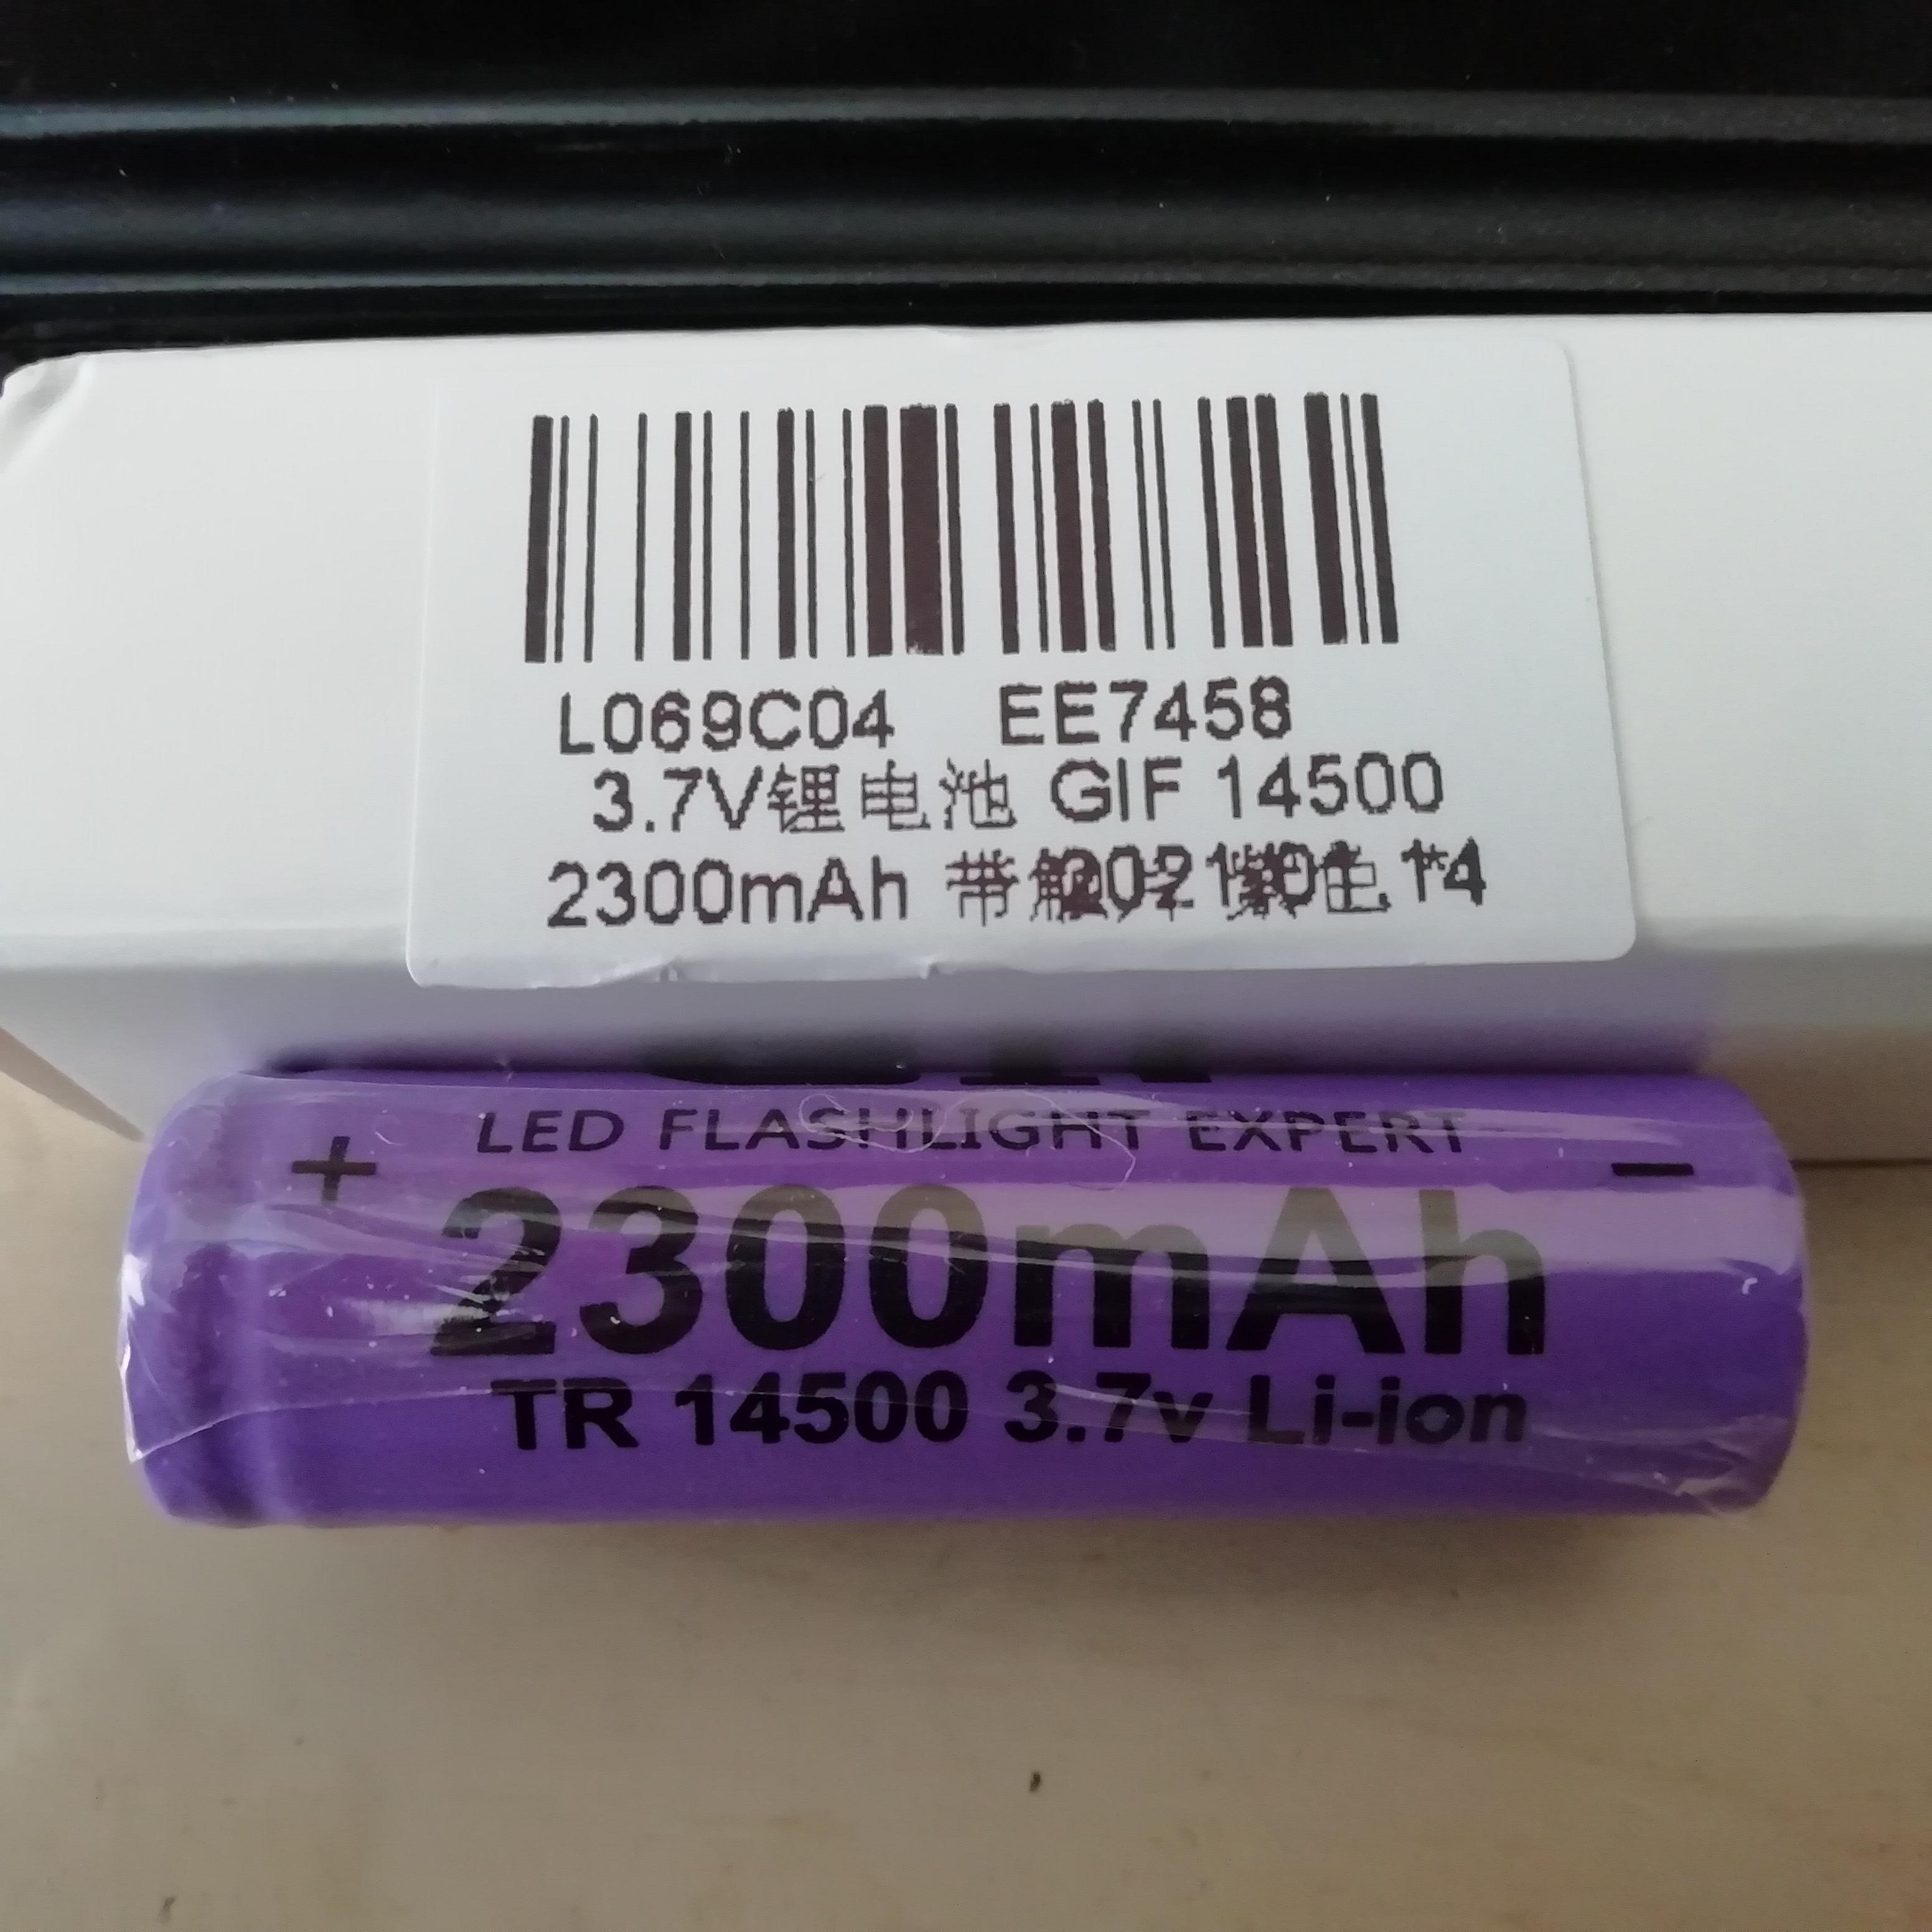 L069C04 EE7458
3.7V锂电池 GIF 14500
2300mAh 带
LED FLASHLIGHT EXPERT
+ −
2300mAh
TR 14500 3.7v Li-ion